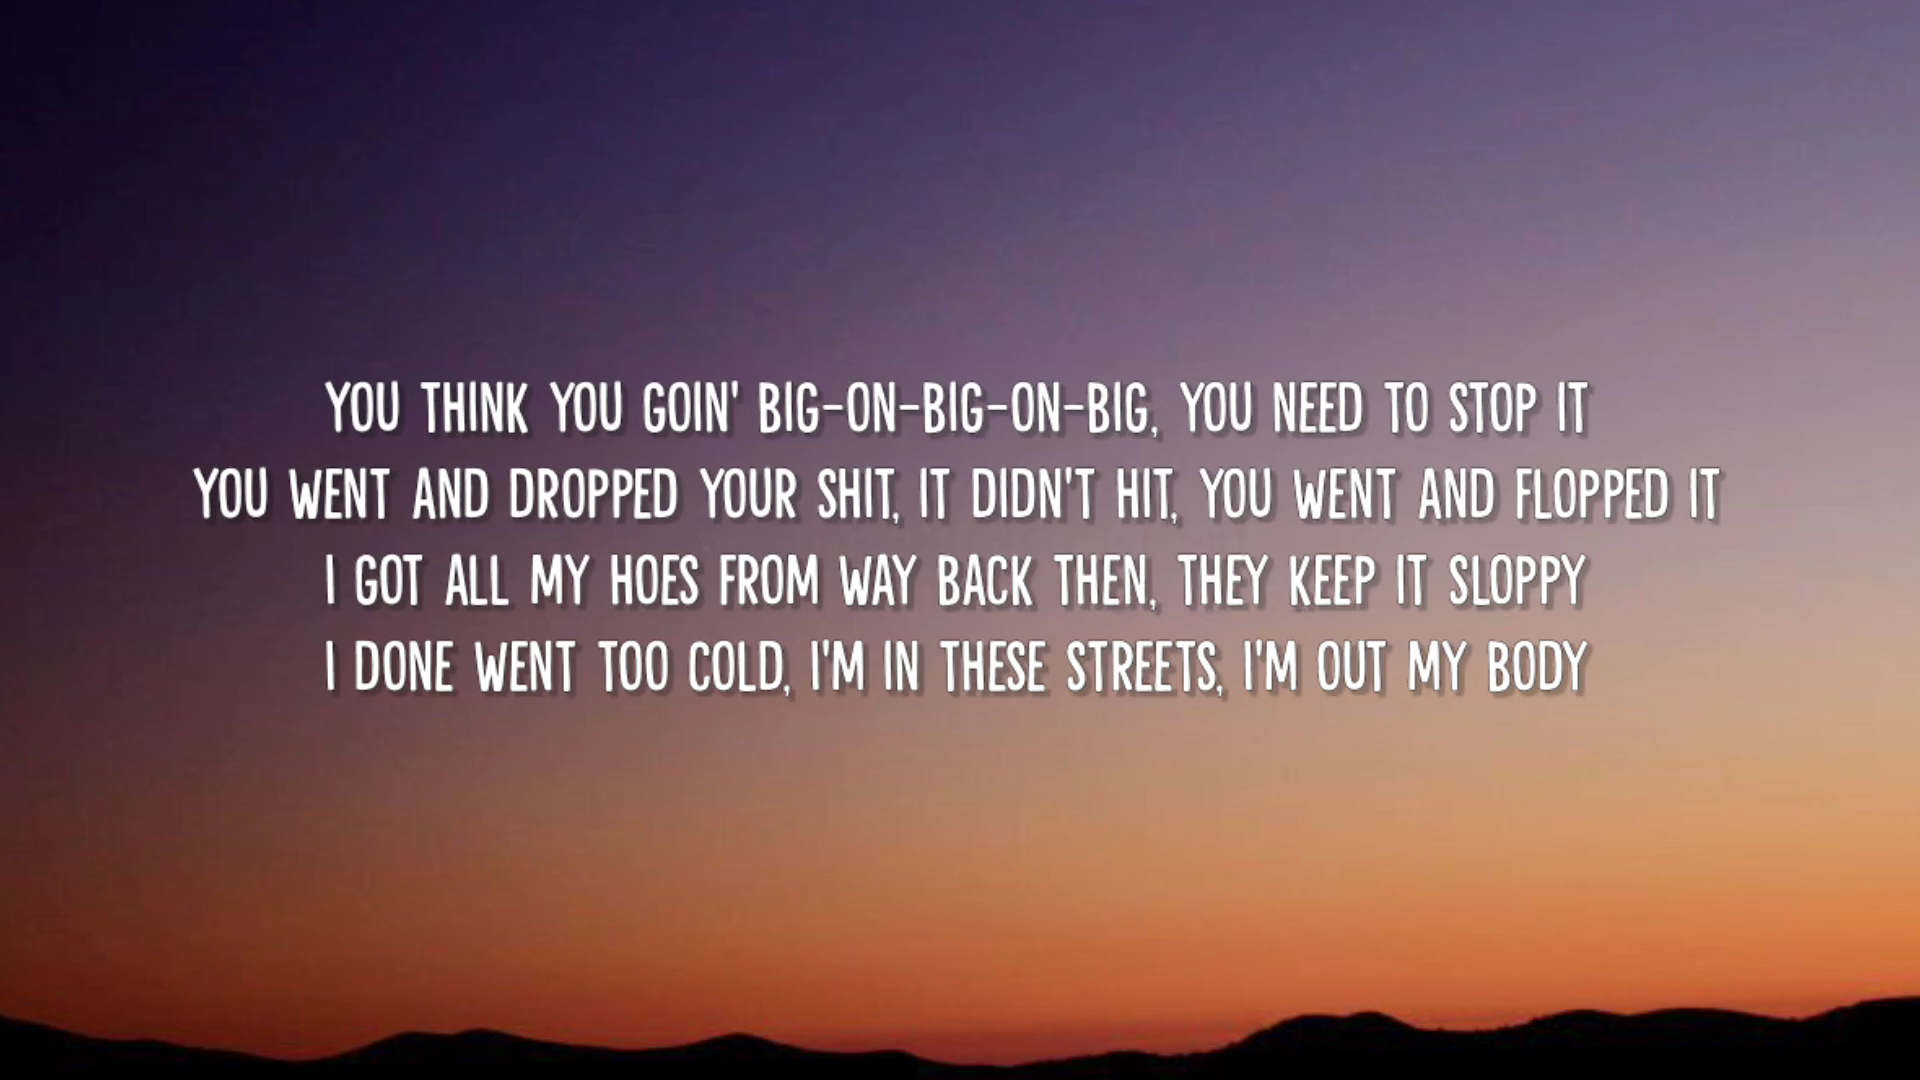 YOU THINK YOU GOIN' BIG-ON-BIG-ON-BIG, YOU NEED TO STOP IT
YOU WENT AND DROPPED YOUR SHIT, IT DIDN'T HIT, YOU WENT AND FLOPPED IT
I GOT ALL MY HOES FROM WAY BACK THEN, THEY KEEP IT SLOPPY
I DONE WENT TOO COLD, I'M IN THESE STREETS, I'M OUT MY BODY